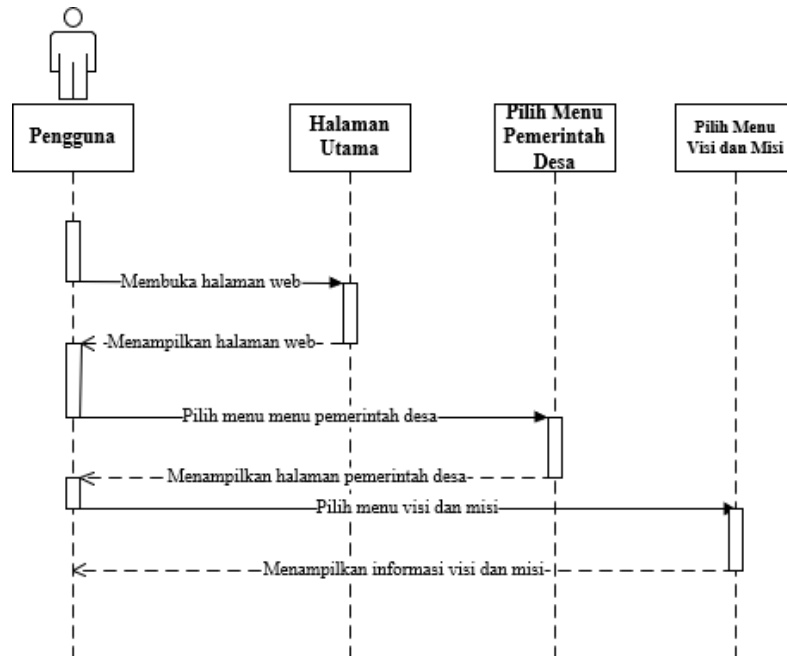 Pengguna
Halaman
Utama
Pilih Menu
Pemerintah
Desa
Pilih Menu
Visi dan Misi
Membuka halaman web
Menampilkan halaman web
Pilih menu menu pemerintah desa
Menampilkan halaman pemerintah desa
Pilih menu visi dan misi
Menampilkan informasi visi dan misi